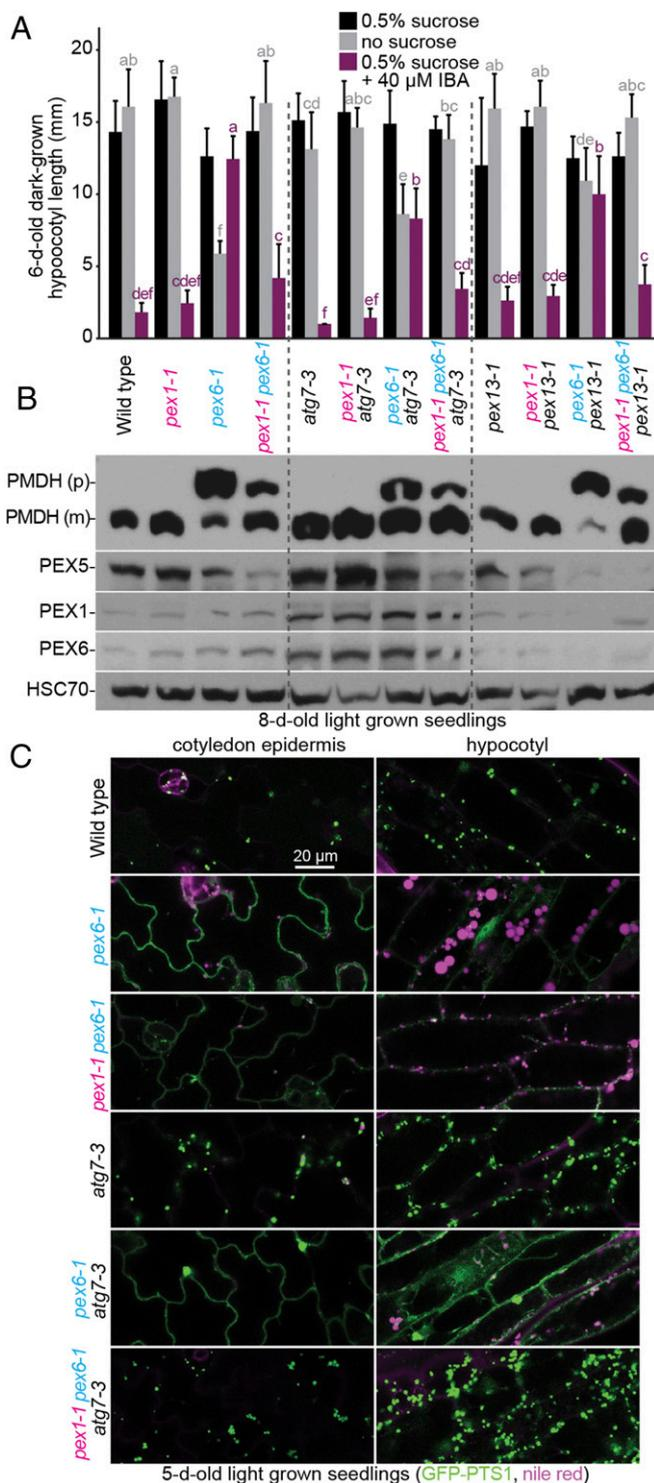 A
0.5% sucrose
no sucrose
0.5% sucrose
+ 40 µM IBA
6-d-old dark-grown
hypoocotyl length (mm)
20
15
10
5
0
ab
def
a
cdef
f
a
ab
c
cd
f
abc
ef
e
b
bc
cd
ab
def
ab
cde
de
b
abc
c
Wild type
pex1-1
pex6-1
pex1-1 pex6-1
atg7-3
pex1-1
atg7-3
pex6-1
atg7-3
pex1-1 pex6-1
atg7-3
pex13-1
pex1-1
pex13-1
pex6-1
pex13-1
pex1-1 pex6-1
pex13-1
B
PMDH (p)
PMDH (m)
PEX5
PEX1
PEX6
HSC70
8-d-old light grown seedlings
C
cotyledon epidermis
hypocotyl
Wild type
20 µm
pex6-1
pex1-1 pex6-1
atg7-3
pex6-1
atg7-3
pex1-1 pex6-1
atg7-3
5-d-old light grown seedlings (GFP-PTS1, nile red)